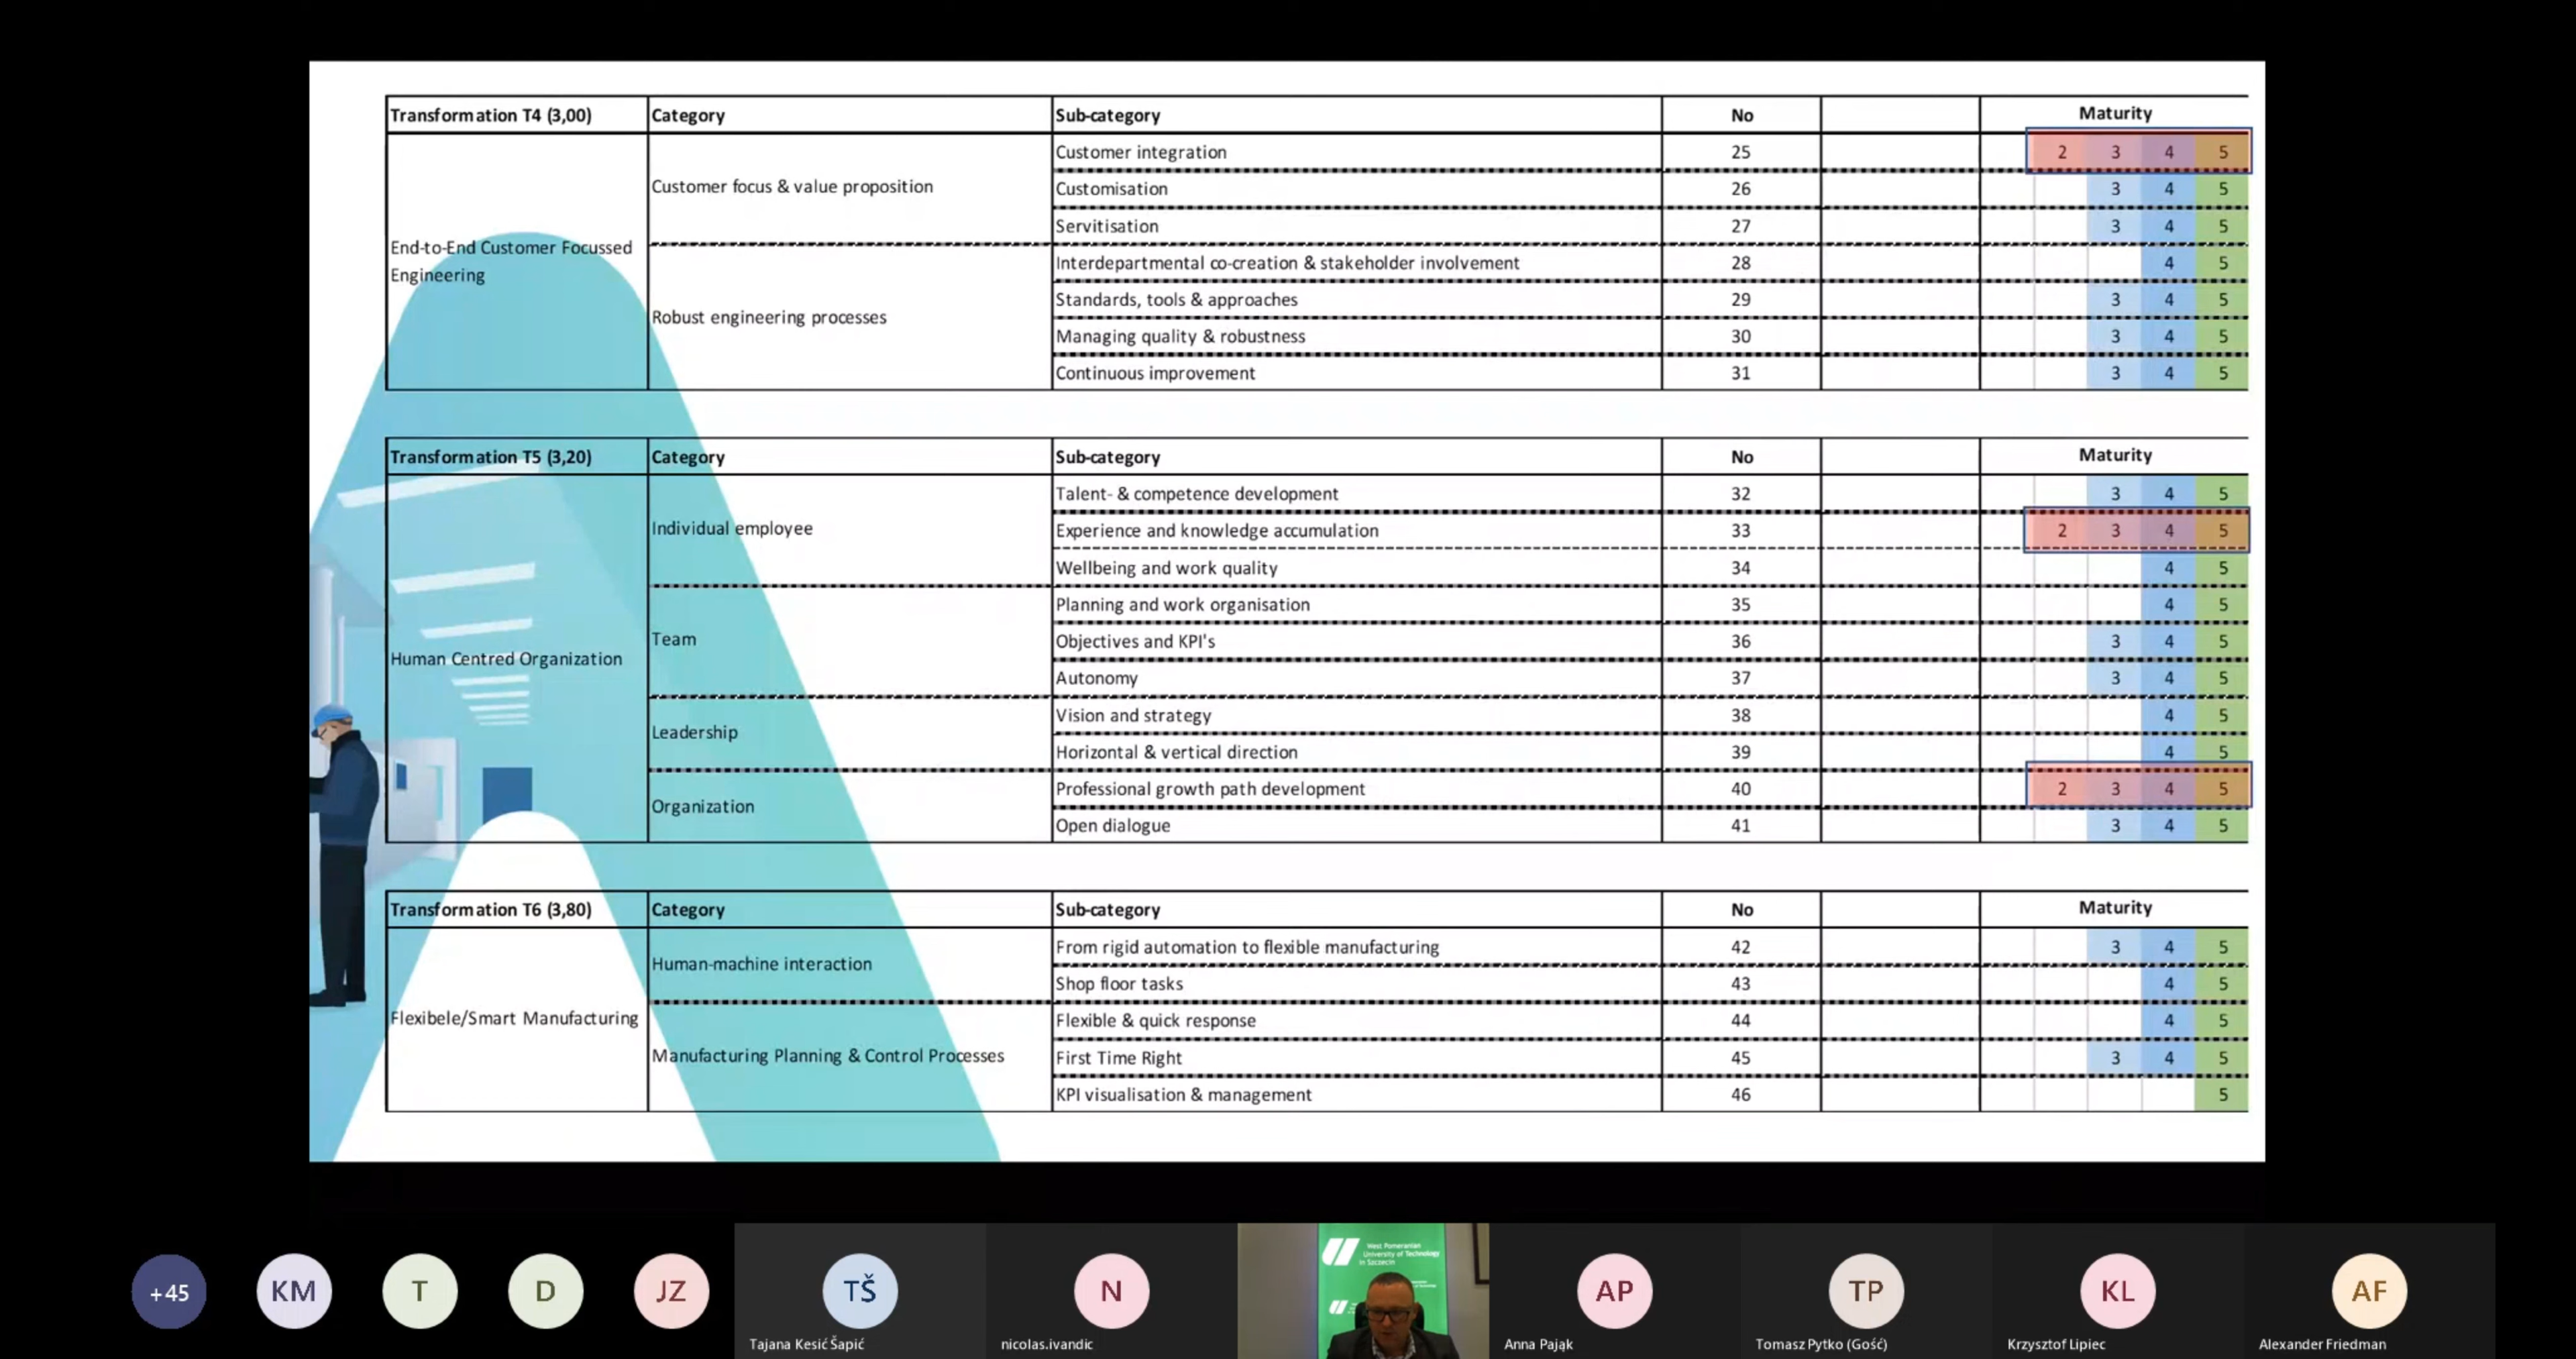 Transformation T4 (3,00) Category Sub-category No Maturity
Customer integration 25 2 3 4 5
Customer focus & value proposition
Customisation 26 3 4 5
Servitisation 27 3 4 5
End-to-End Customer Focussed
Engineering
Interdepartmental co-creation & stakeholder involvement 28 4 5
Standards, tools & approaches 29 3 4 5
Robust engineering processes
Managing quality & robustness 30 3 4 5
Continuous improvement 31 3 4 5
Transformation T5 (3,20) Category Sub-category No Maturity
Talent- & competence development 32 3 4 5
Individual employee
Experience and knowledge accumulation 33 2 3 4 5
Wellbeing and work quality 34 4 5
Planning and work organisation 35 4 5
Team
Objectives and KPI's 36 3 4 5
Human Centred Organization
Autonomy 37 3 4 5
Vision and strategy 38 4 5
Leadership
Horizontal & vertical direction 39 4 5
Professional growth path development 40 2 3 4 5
Organization
Open dialogue 41 3 4 5
Transformation T6 (3,80) Category Sub-category No Maturity
From rigid automation to flexible manufacturing 42 3 4 5
Human-machine interaction
Shop floor tasks 43 4 5
Flexibele/Smart Manufacturing
Flexible & quick response 44 4 5
Manufacturing Planning & Control Processes
First Time Right 45 3 4 5
KPI visualisation & management 46 5
West Pomeranian
University of Technology
in Szczecin
+45 KM T D JZ TŠ N AP TP KL AF
Tajana Kesić Šapić nicolas.ivandic Anna Pająk Tomasz Pytko (Gość) Krzysztof Lipiec Alexander Friedman